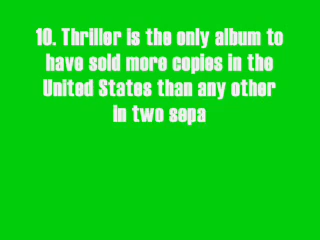 10. Thriller is the only album to
have sold more copies in the
United States than any other
in two sepa